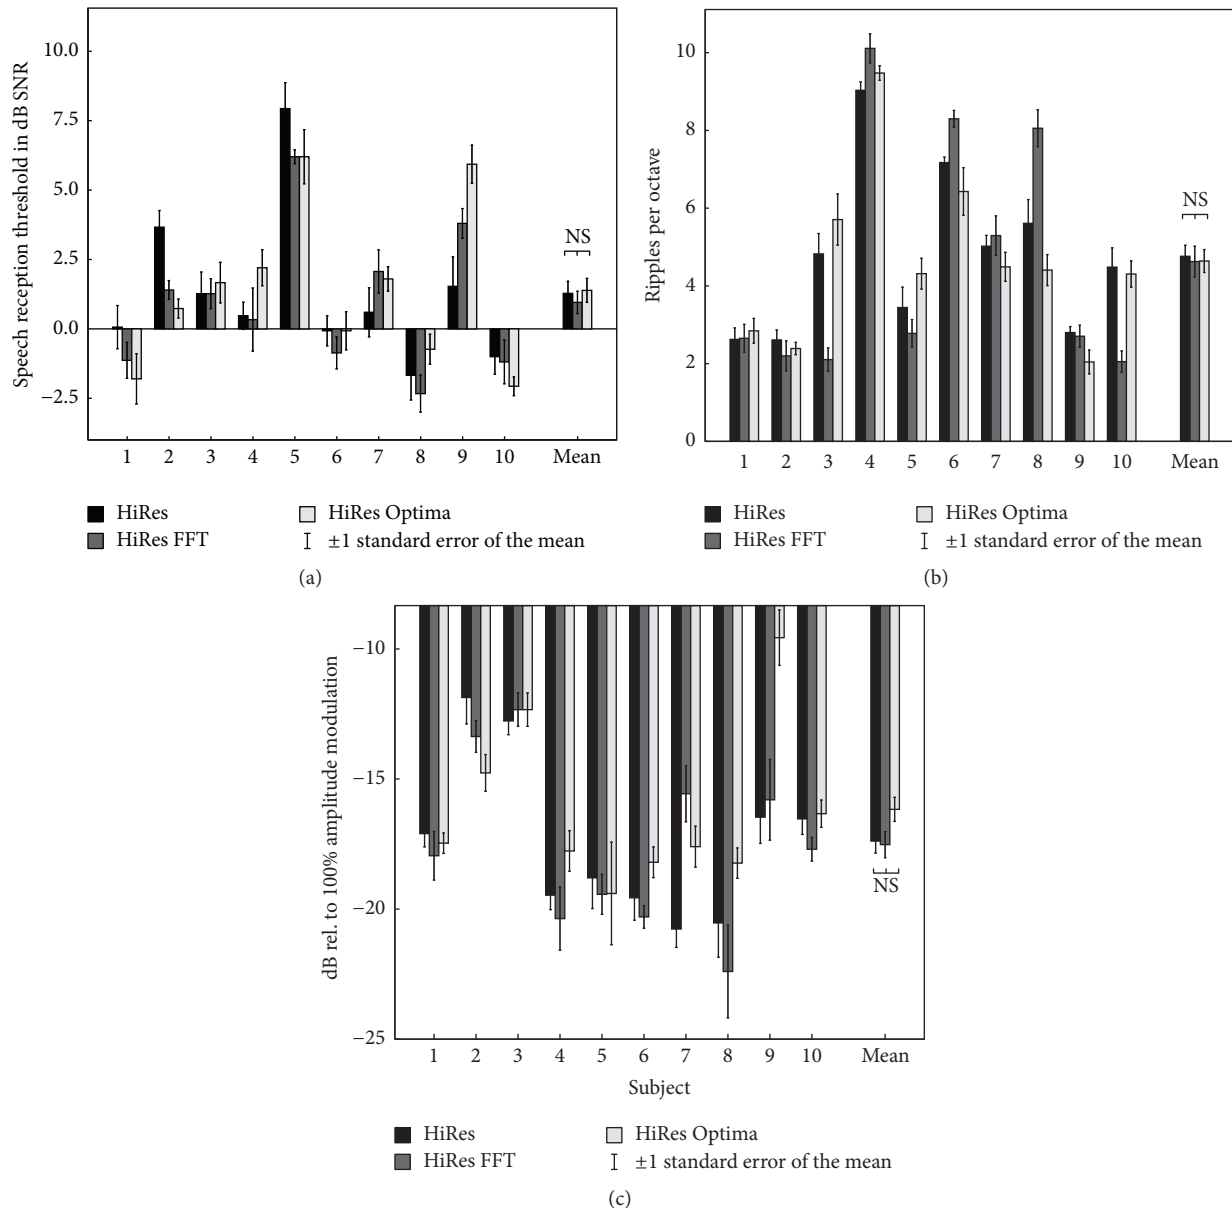 Speech reception threshold in dB SNR
10.0
7.5
5.0
2.5
0.0
−2.5
NS
1 2 3 4 5 6 7 8 9 10 Mean
HiRes
HiRes FFT
HiRes Optima
±1 standard error of the mean
(a)
Ripples per octave
10
8
6
4
2
0
NS
1 2 3 4 5 6 7 8 9 10 Mean
HiRes
HiRes FFT
HiRes Optima
±1 standard error of the mean
(b)
dB rel. to 100% amplitude modulation
−10
−15
−20
−25
NS
1 2 3 4 5 6 7 8 9 10 Mean
Subject
HiRes
HiRes FFT
HiRes Optima
±1 standard error of the mean
(c)